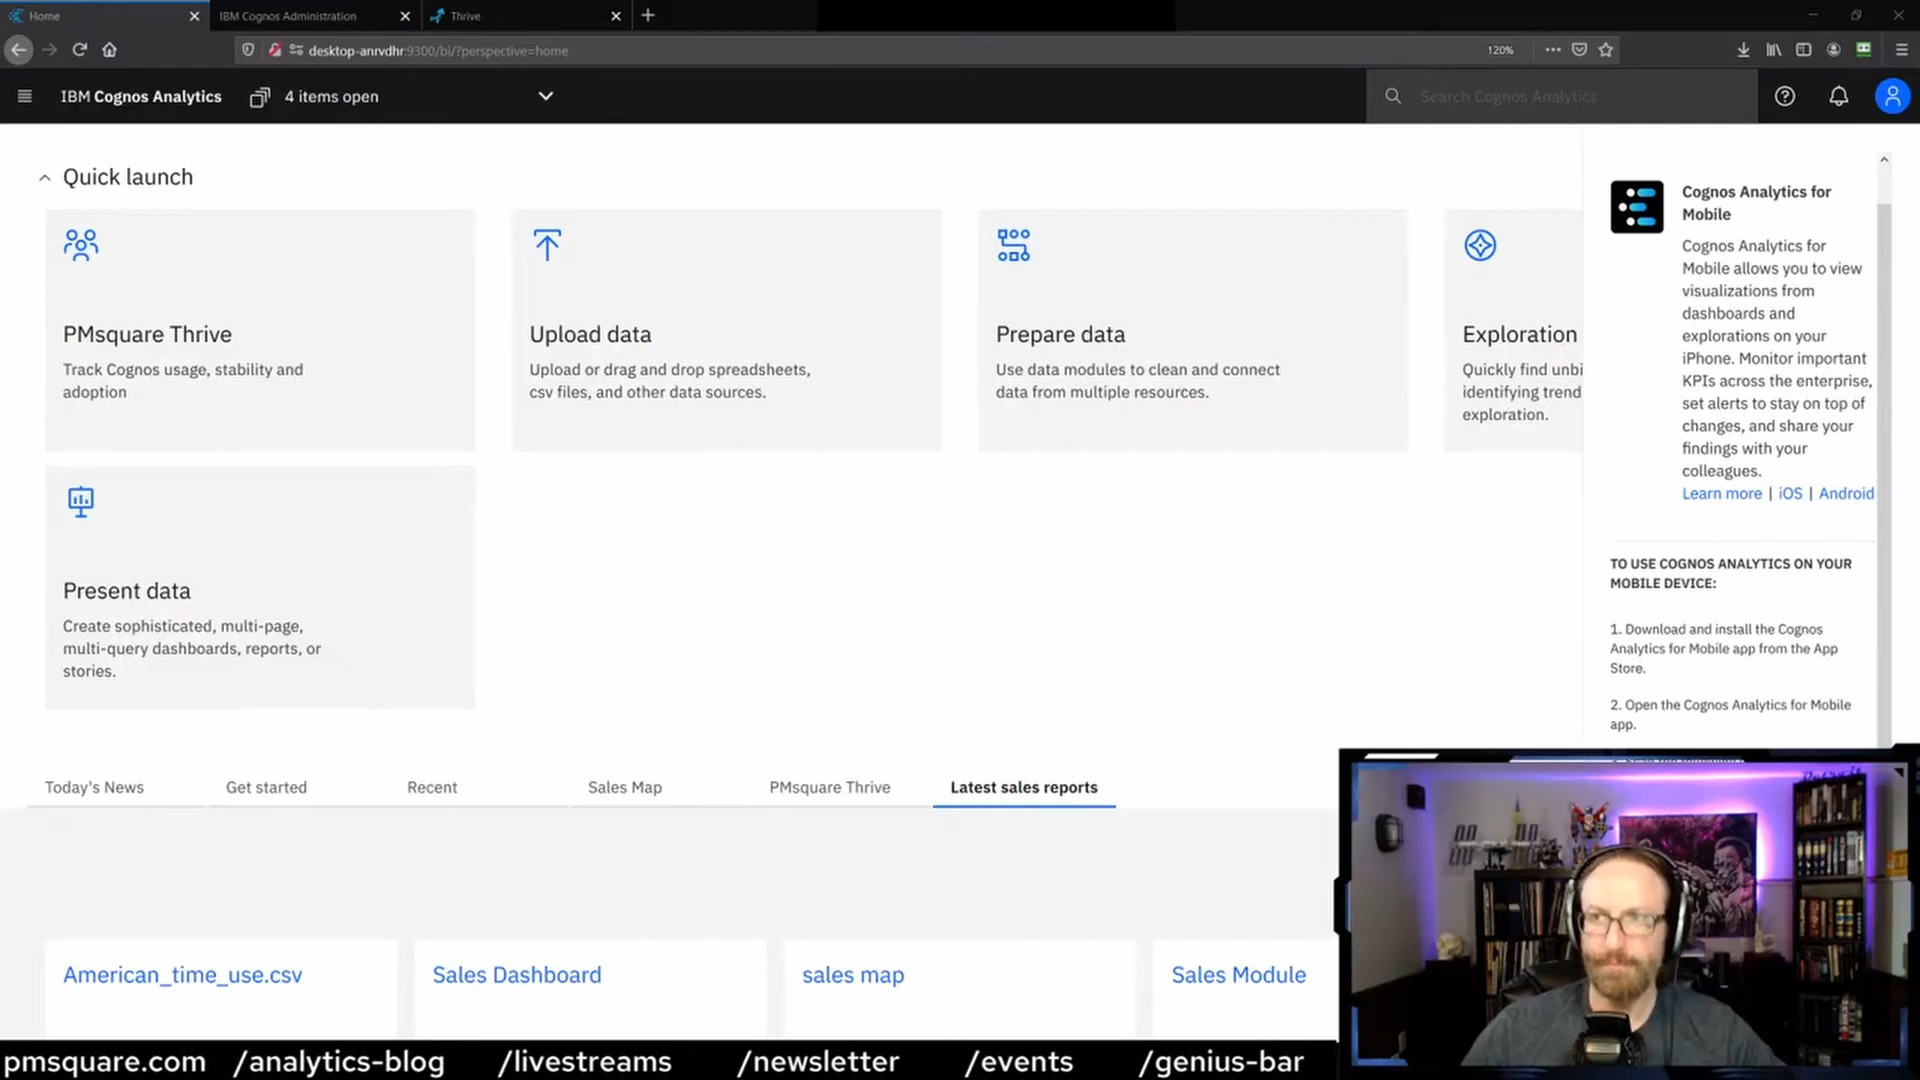 Home
IBM Cognos Administration
Thrive
desktop-anrvdhr:9300/bi/?perspective=home
120%
IBM Cognos Analytics
4 items open
Search Cognos Analytics
Quick launch
PMsquare Thrive
Track Cognos usage, stability and
adoption
Upload data
Upload or drag and drop spreadsheets,
csv files, and other data sources.
Prepare data
Use data modules to clean and connect
data from multiple resources.
Exploration
Quickly find unbi
identifying trend
exploration.
Present data
Create sophisticated, multi-page,
multi-query dashboards, reports, or
stories.
Cognos Analytics for
Mobile
Cognos Analytics for
Mobile allows you to view
visualizations from
dashboards and
explorations on your
iPhone. Monitor important
KPIs across the enterprise,
set alerts to stay on top of
changes, and share your
findings with your
colleagues.
Learn more | iOS | Android
TO USE COGNOS ANALYTICS ON YOUR
MOBILE DEVICE:
1. Download and install the Cognos
Analytics for Mobile app from the App
Store.
2. Open the Cognos Analytics for Mobile
app.
Today's News
Get started
Recent
Sales Map
PMsquare Thrive
Latest sales reports
American_time_use.csv
Sales Dashboard
sales map
Sales Module
pmsquare.com /analytics-blog /livestreams /newsletter /events /genius-bar